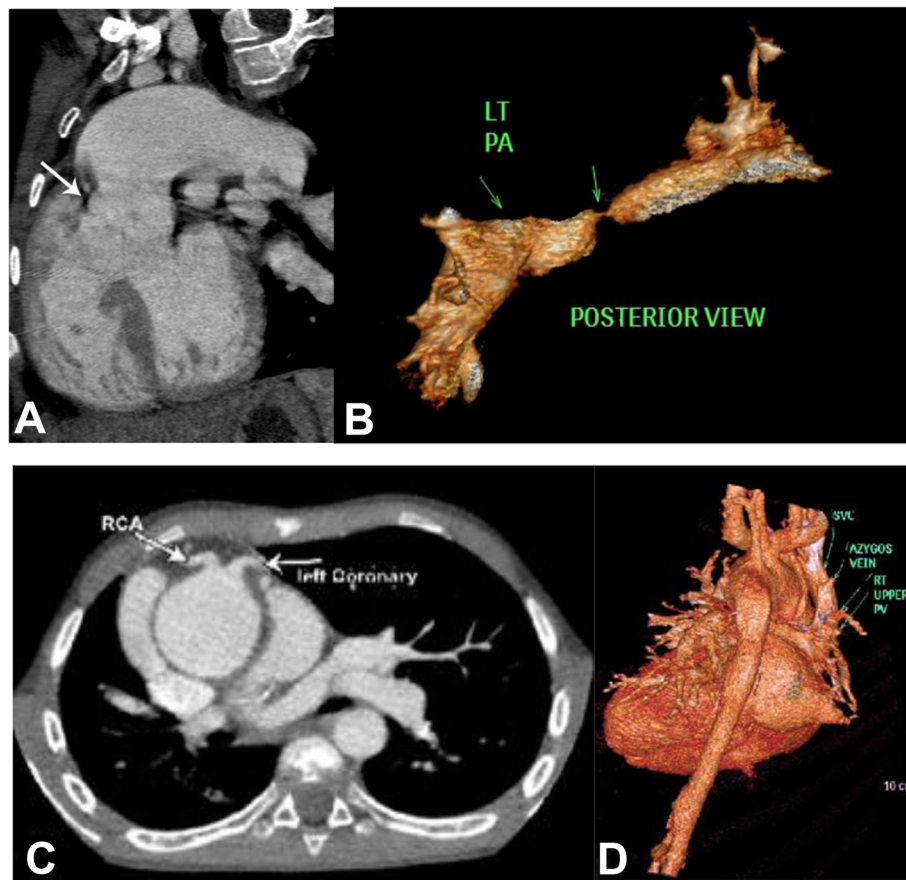 A
LT
PA
POSTERIOR VIEW
B
RCA
left Coronary
C
SVC
AZYGOS
VEIN
RT
UPPER
PV
10 c
D